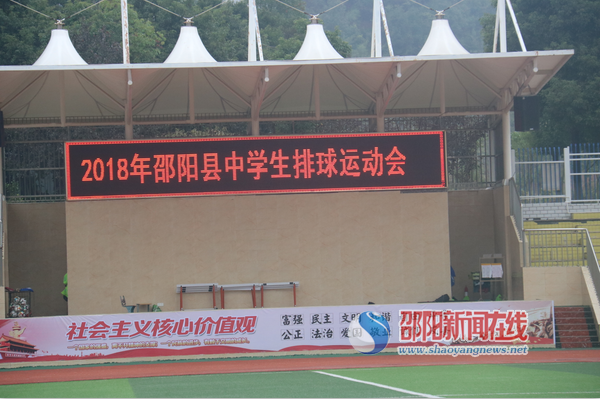 2018年邵阳县中学生排球运动会
社会主义核心价值观
富强 民主 文明
公正 法治 爱国
邵阳新闻在线
www.shaoyangnews.net